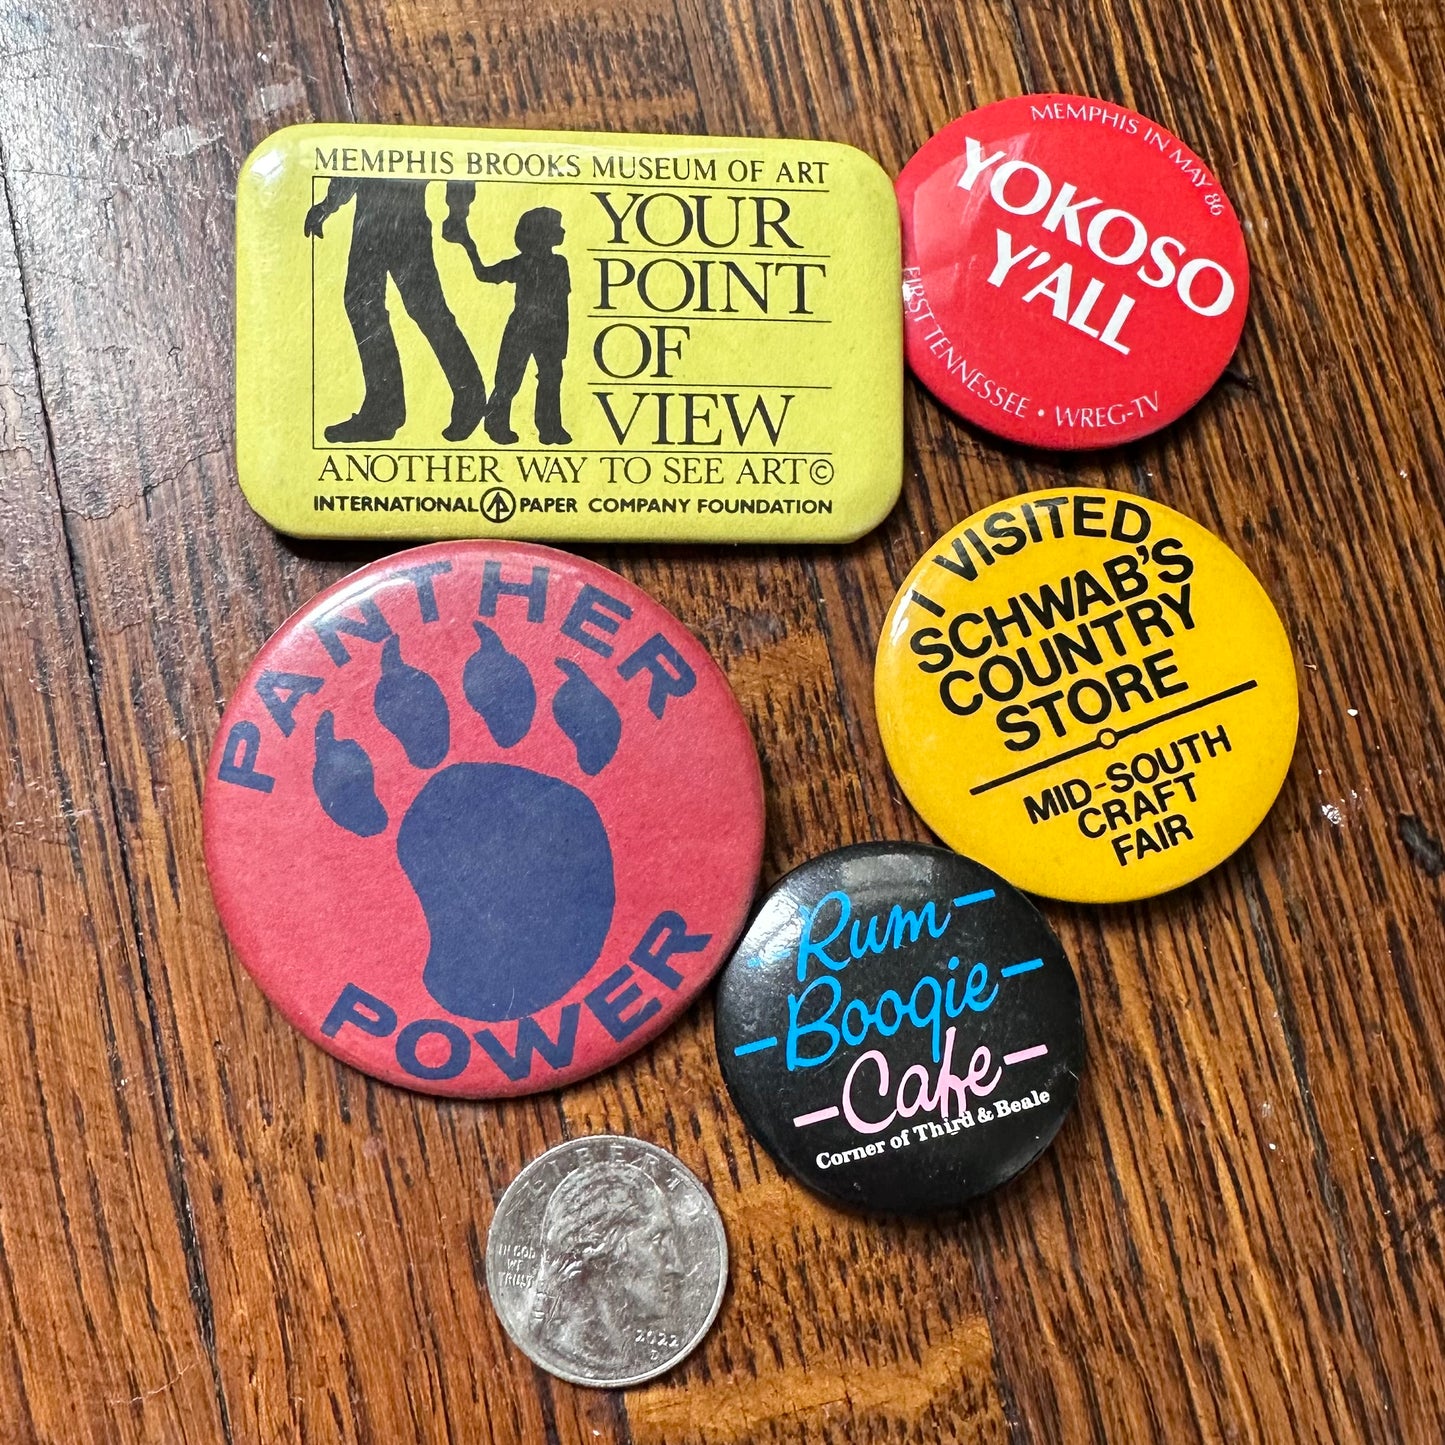 MEMPHIS BROOKS MUSEUM OF ART
YOUR
POINT
OF
VIEW
ANOTHER WAY TO SEE ART©
INTERNATIONAL PAPER COMPANY FOUNDATION
MEMPHIS IN MAY 86
YOKOSO
Y'ALL
FIRST TENNESSEE • WREG-TV
I VISITED
SCHWAB'S
COUNTRY
STORE
MID-SOUTH
CRAFT
FAIR
PANTHER
POWER
Rum
Boogie
Cafe
Corner of Third & Beale
LIBERTY
IN GOD
WE
TRUST
2022
D